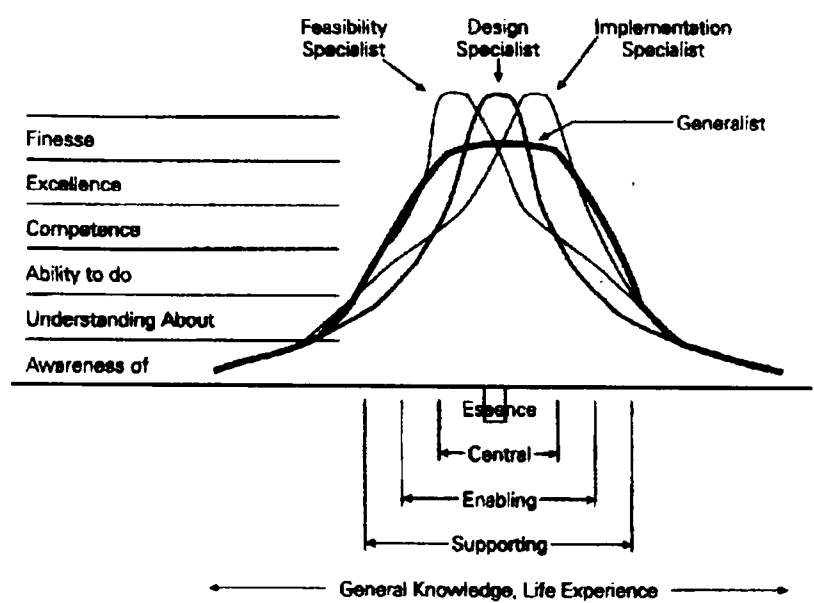 Feasibility Specialist
Design Specialist
Implementation Specialist
Generalist
Finesse
Excellence
Competence
Ability to do
Understanding About
Awareness of
Essence
Central
Enabling
Supporting
General Knowledge, Life Experience